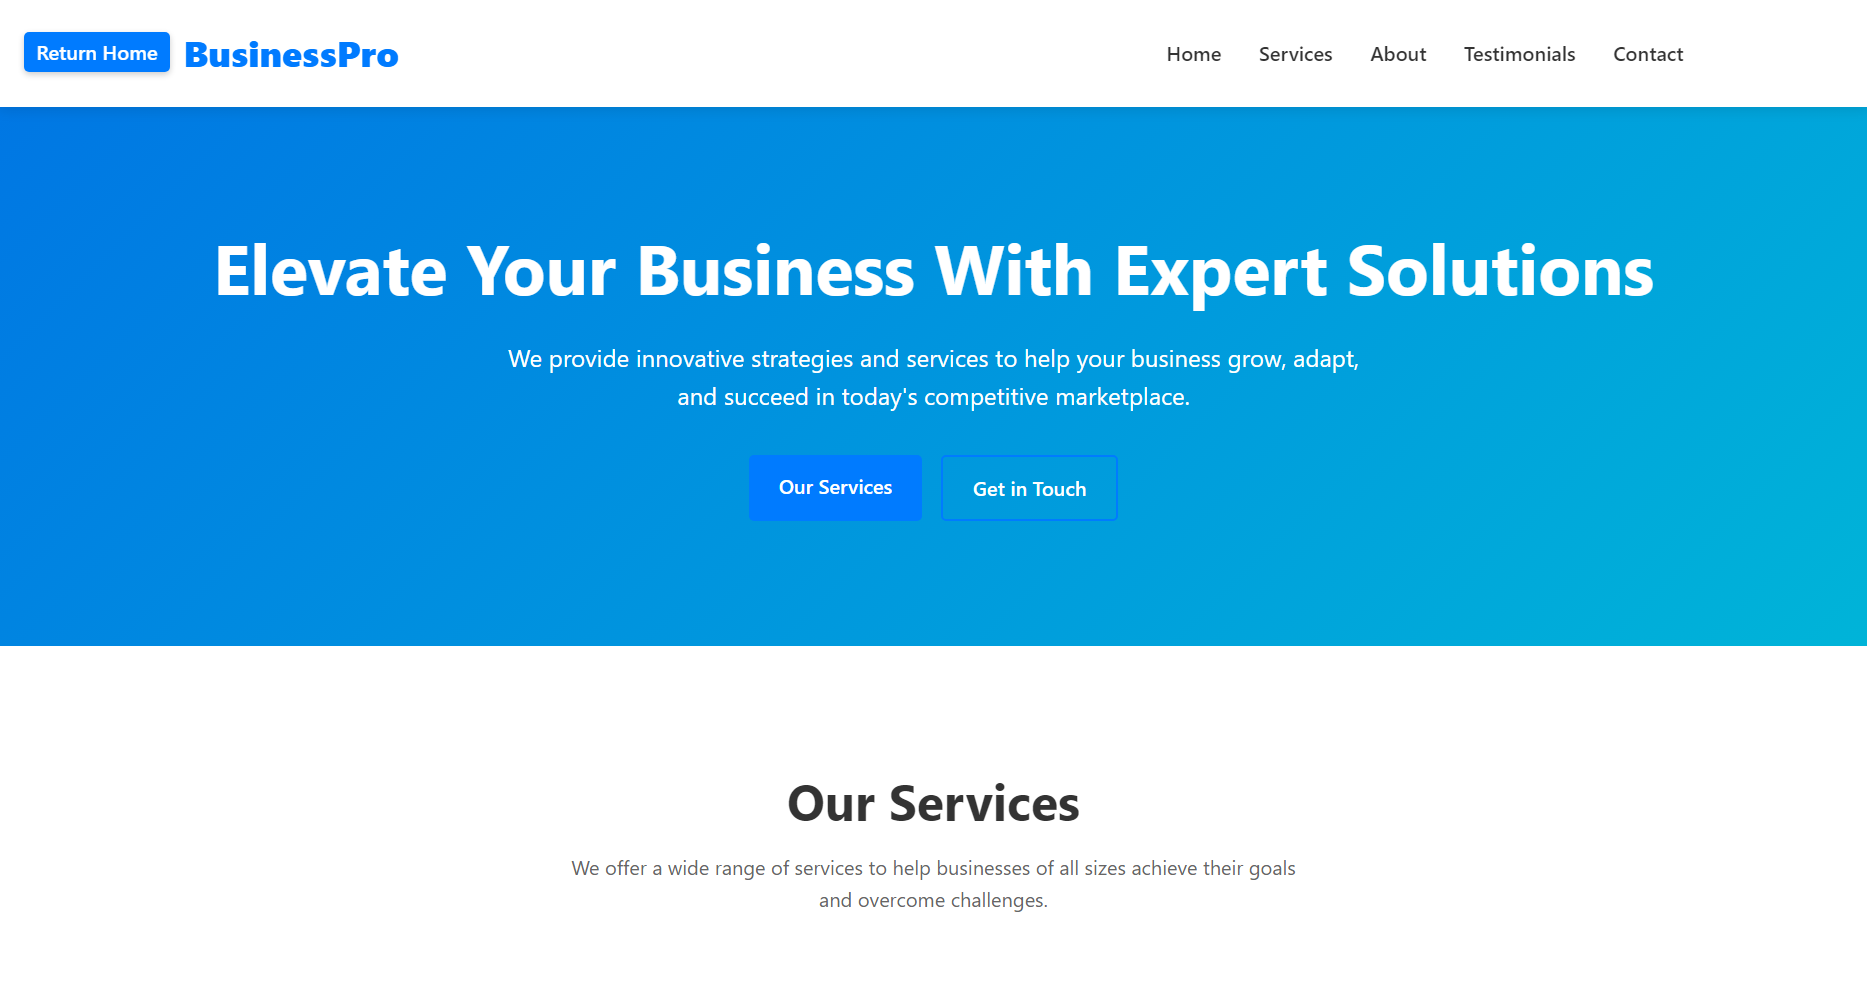 Return Home
BusinessPro
Home
Services
About
Testimonials
Contact
Elevate Your Business With Expert Solutions
We provide innovative strategies and services to help your business grow, adapt,
and succeed in today's competitive marketplace.
Our Services
Get in Touch
Our Services
We offer a wide range of services to help businesses of all sizes achieve their goals
and overcome challenges.